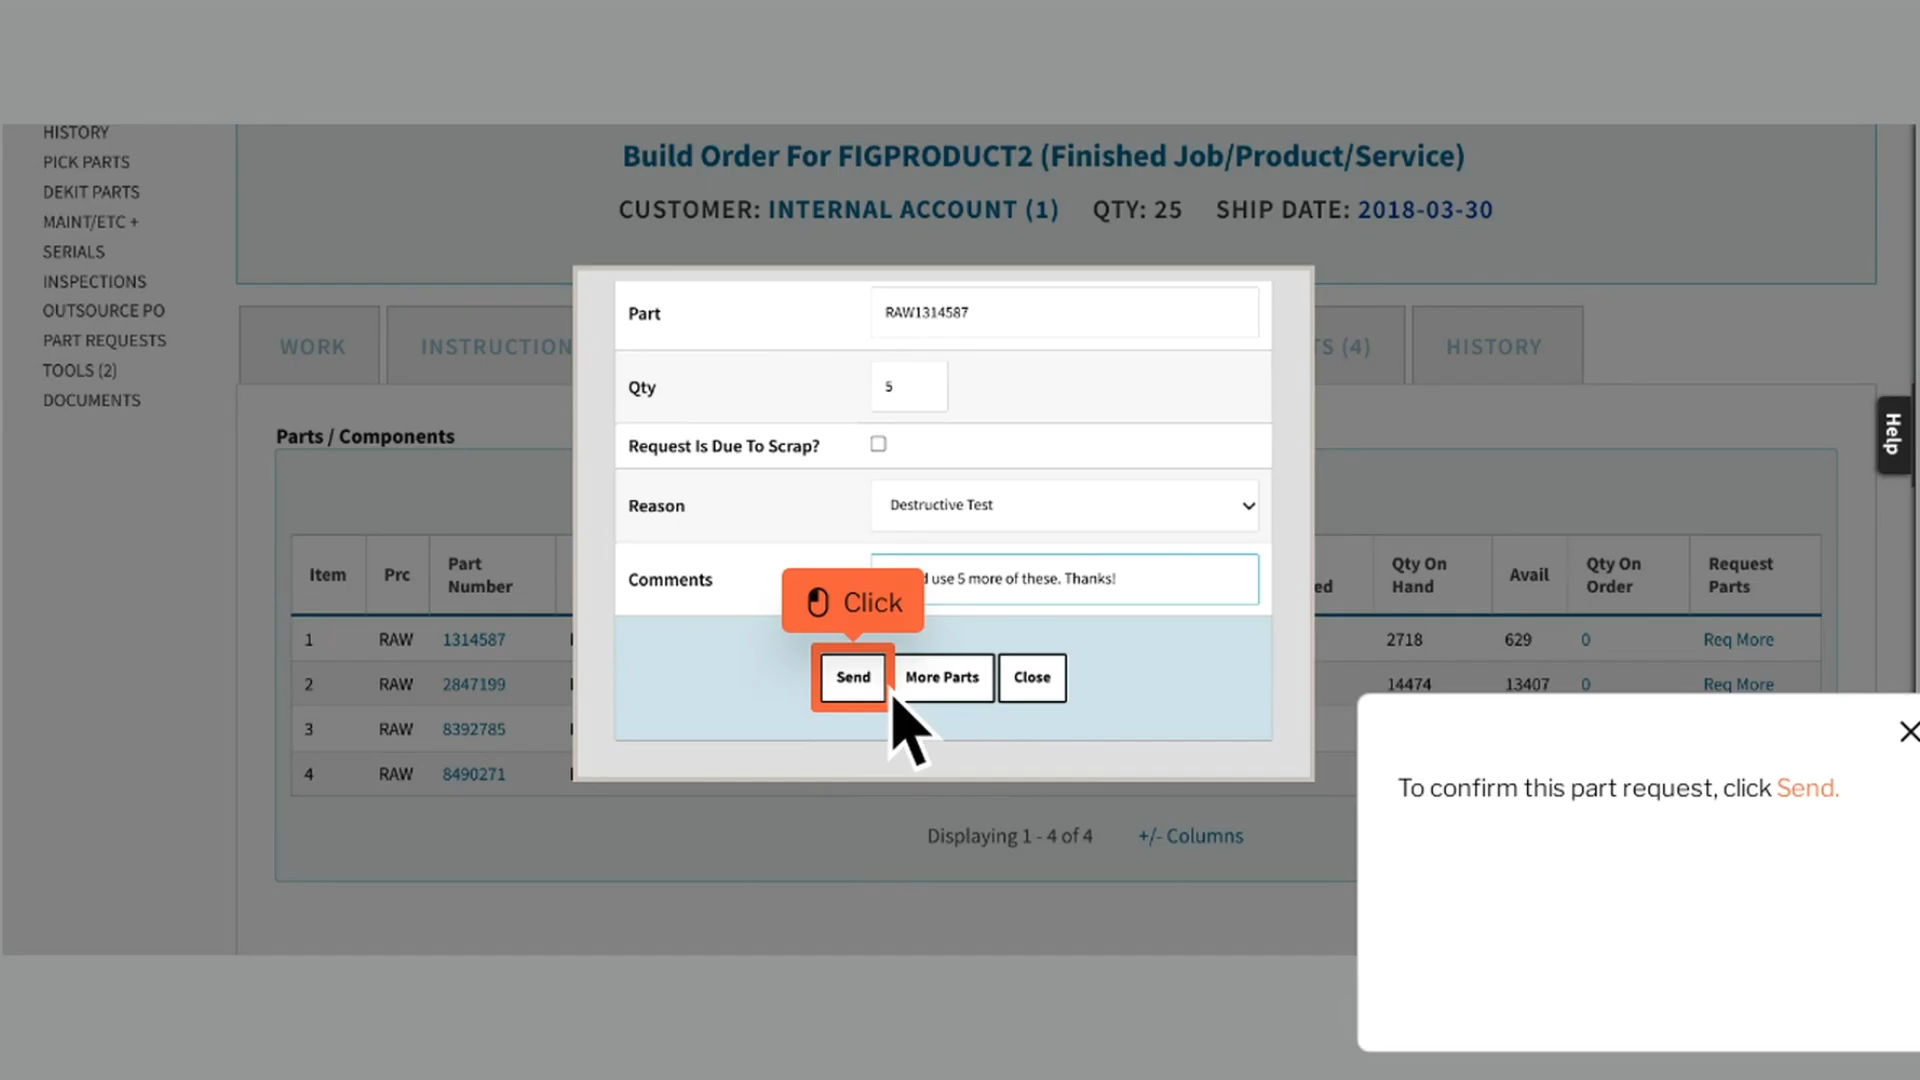 HISTORY
PICK PARTS
DEKIT PARTS
MAINT/ETC +
SERIALS
INSPECTIONS
OUTSOURCE PO
PART REQUESTS
TOOLS (2)
DOCUMENTS
Build Order For FIGPRODUCT2 (Finished Job/Product/Service)
CUSTOMER: INTERNAL ACCOUNT (1) QTY: 25 SHIP DATE: 2018-03-30
WORK INSTRUCTION (4) HISTORY
Parts / Components
Item Prc Part Number Qty On Hand Avail Qty On Order Request Parts
1 RAW 1314587 2718 629 0 Req More
2 RAW 2847199 14474 13407 0 Req More
3 RAW 8392785
4 RAW 8490271
Displaying 1 - 4 of 4 +/- Columns
Part RAW1314587
Qty 5
Request Is Due To Scrap?
Reason Destructive Test
Comments use 5 more of these. Thanks!
Click
Send More Parts Close
Help
To confirm this part request, click Send.